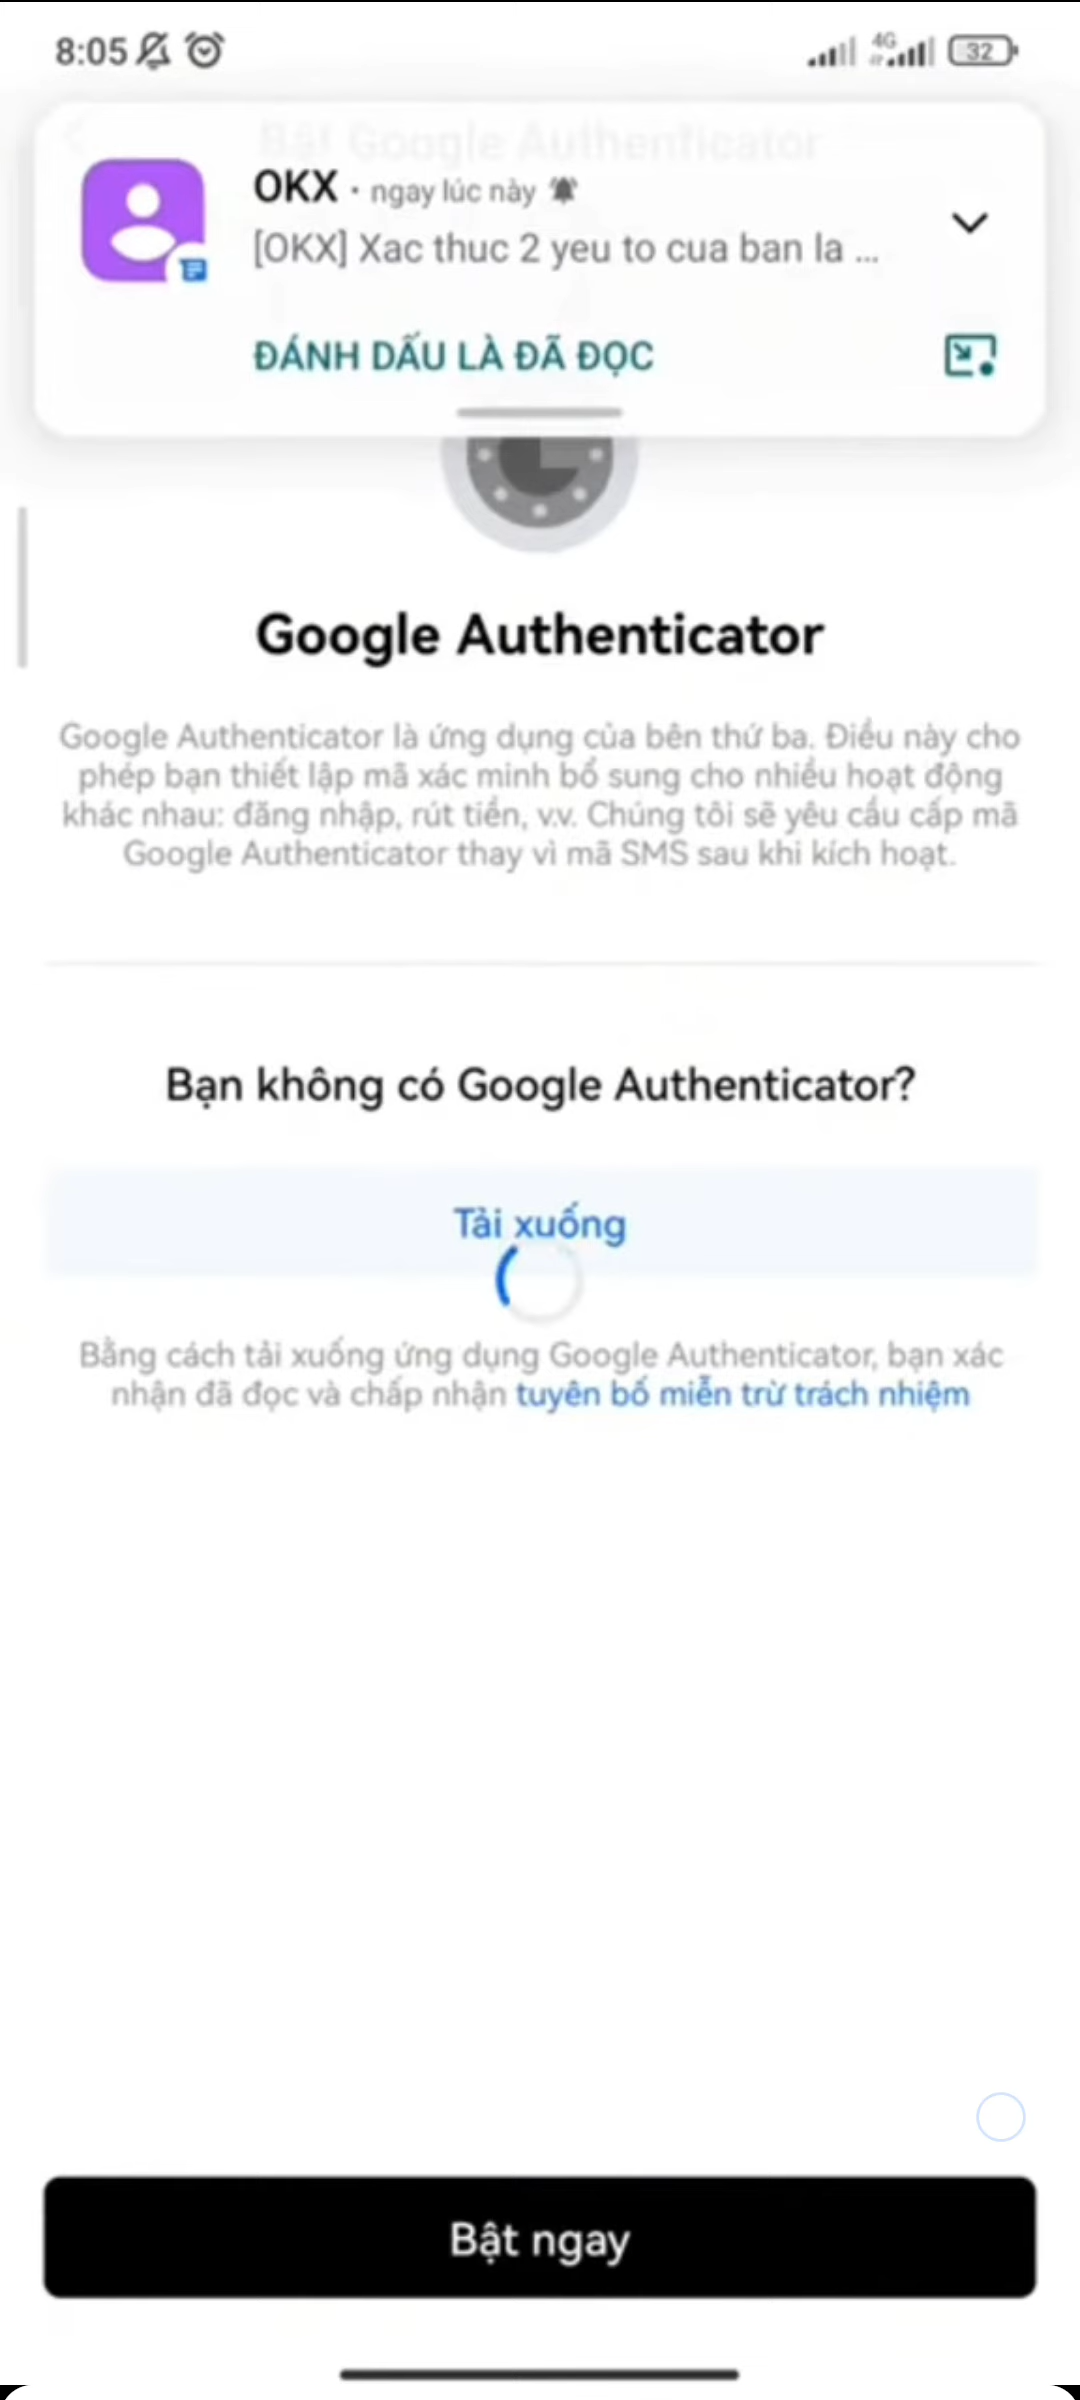 8:05
4G
32
Bật Google Authenticator
OKX · ngay lúc này
[OKX] Xac thuc 2 yeu to cua ban la ...
ĐÁNH DẤU LÀ ĐÃ ĐỌC
Google Authenticator
Google Authenticator là ứng dụng của bên thứ ba. Điều này cho
phép bạn thiết lập mã xác minh bổ sung cho nhiều hoạt động
khác nhau: đăng nhập, rút tiền, v.v. Chúng tôi sẽ yêu cầu cấp mã
Google Authenticator thay vì mã SMS sau khi kích hoạt.
Bạn không có Google Authenticator?
Tải xuống
Bằng cách tải xuống ứng dụng Google Authenticator, bạn xác
nhận đã đọc và chấp nhận tuyên bố miễn trừ trách nhiệm
Bật ngay